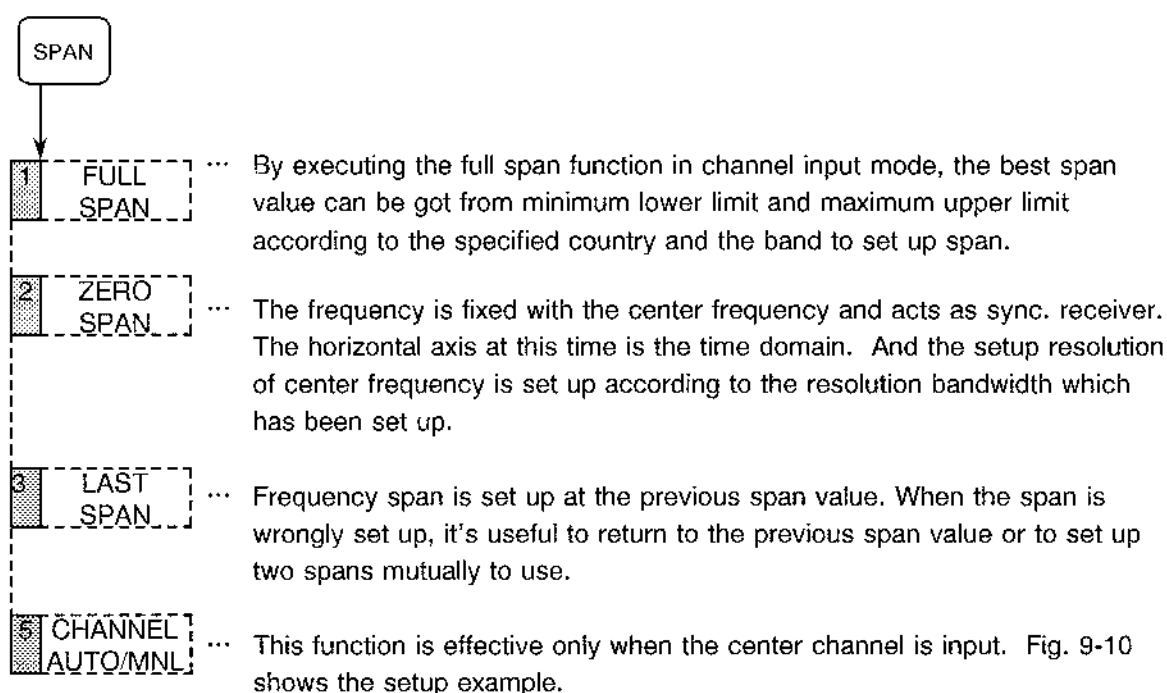 SPAN
1 FULL SPAN
... By executing the full span function in channel input mode, the best span
value can be got from minimum lower limit and maximum upper limit
according to the specified country and the band to set up span.
2 ZERO SPAN
... The frequency is fixed with the center frequency and acts as sync. receiver.
The horizontal axis at this time is the time domain. And the setup resolution
of center frequency is set up according to the resolution bandwidth which
has been set up.
3 LAST SPAN
... Frequency span is set up at the previous span value. When the span is
wrongly set up, it's useful to return to the previous span value or to set up
two spans mutually to use.
5 CHANNEL AUTO/MNL
... This function is effective only when the center channel is input. Fig. 9-10
shows the setup example.